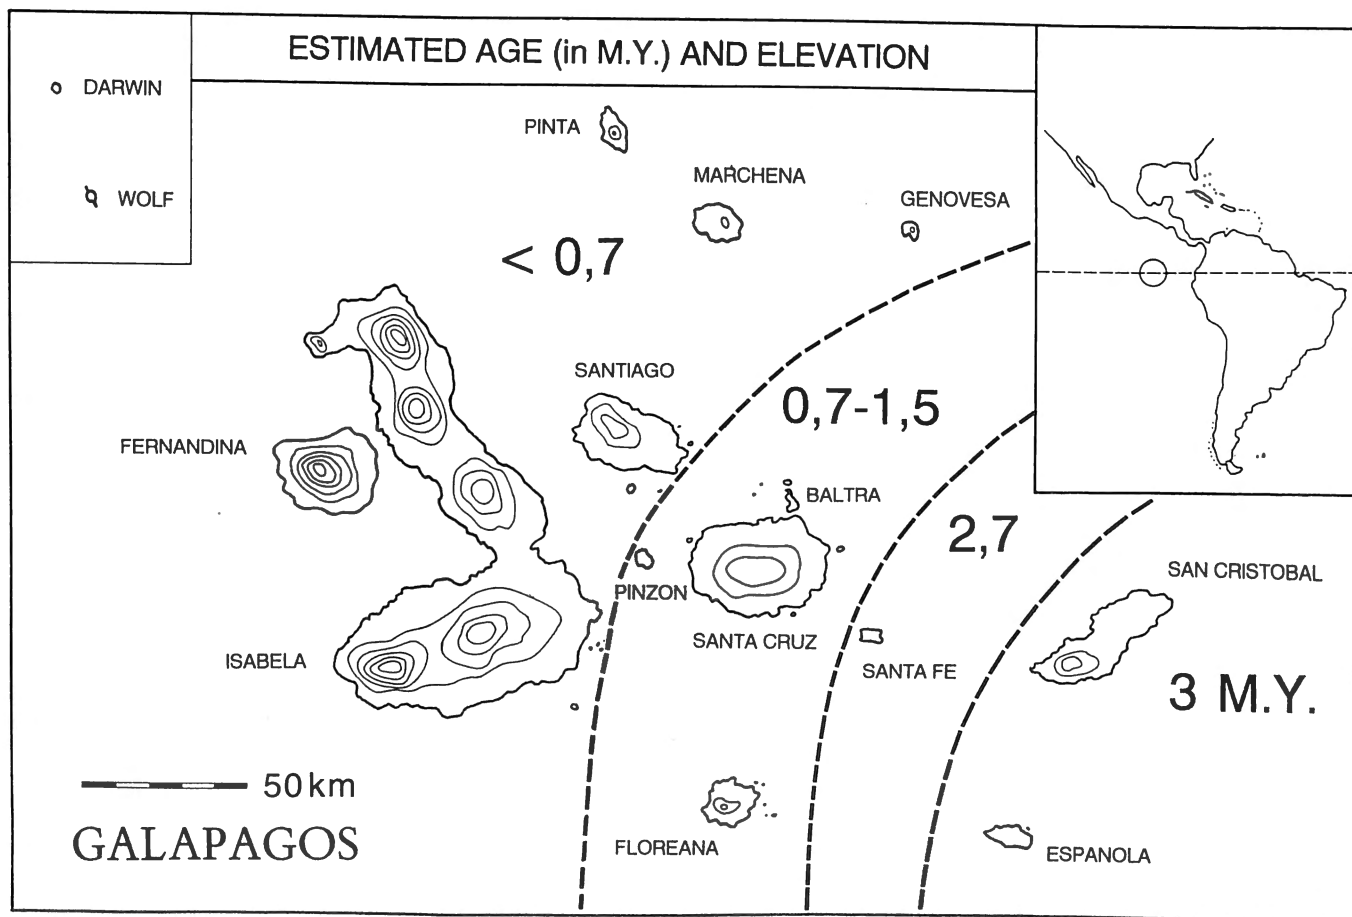 ESTIMATED AGE (in M.Y.) AND ELEVATION
DARWIN
WOLF
PINTA
MARCHENA
GENOVESA
< 0,7
SANTIAGO
0,7-1,5
FERNANDINA
BALTRA
2,7
PINZON
SANTA CRUZ
SANTA FE
SAN CRISTOBAL
ISABELA
3 M.Y.
50 km
GALAPAGOS
FLOREANA
ESPANOLA